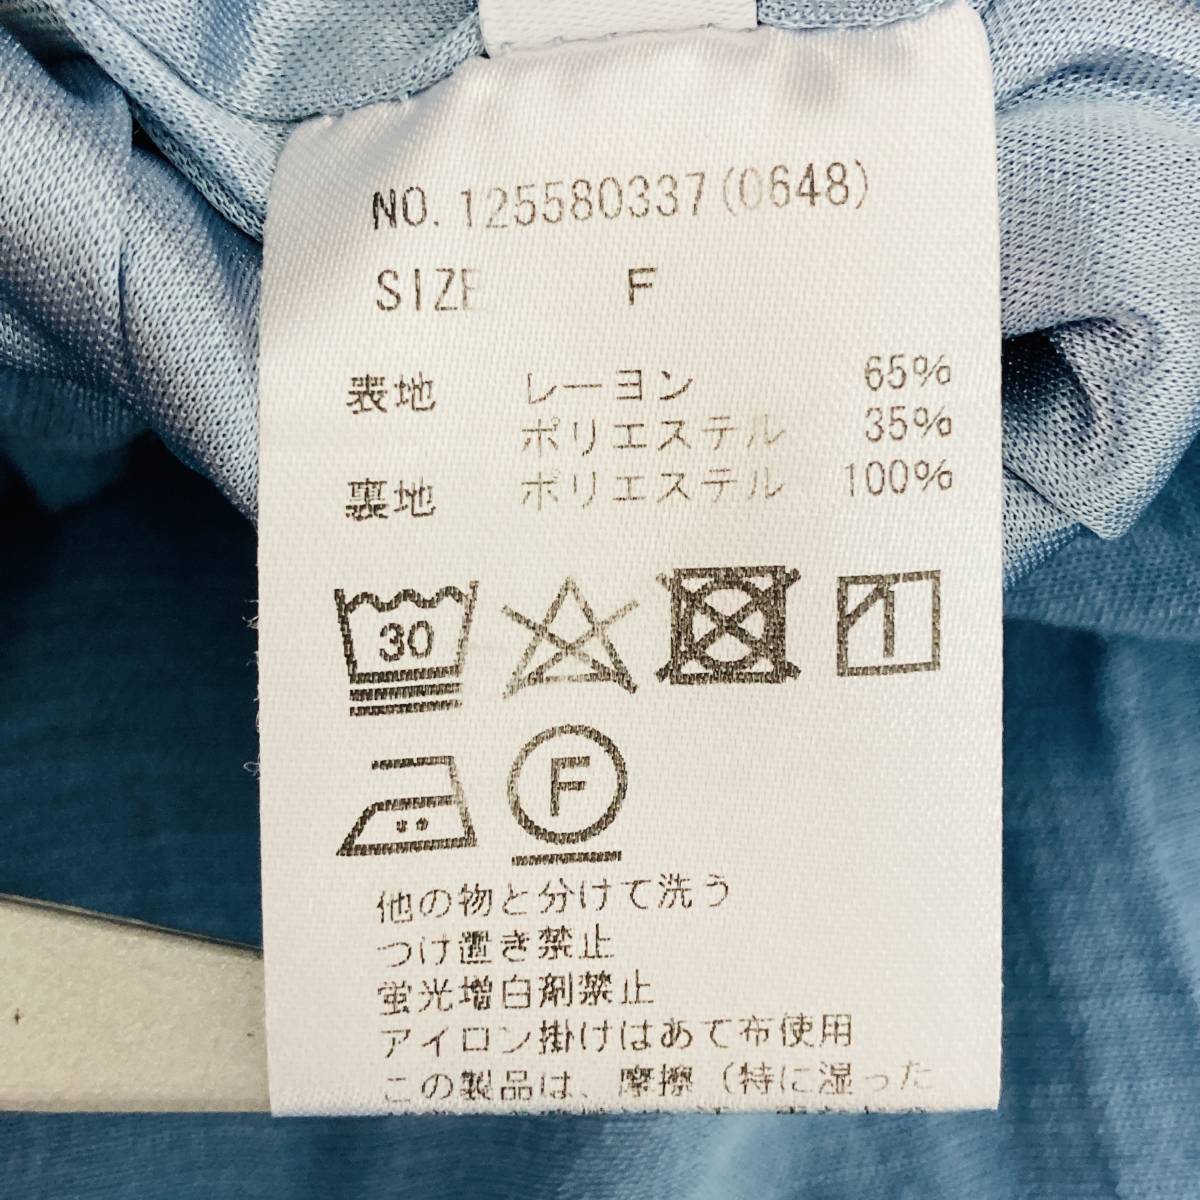 NO. 125580337(0648)
SIZE F
表地 レーヨン 65%
ポリエステル 35%
裏地 ポリエステル 100%
30
F
他の物と分けて洗う
つけ置き禁止
蛍光増白剤禁止
アイロン掛けはあて布使用
この製品は、摩擦（特に湿った